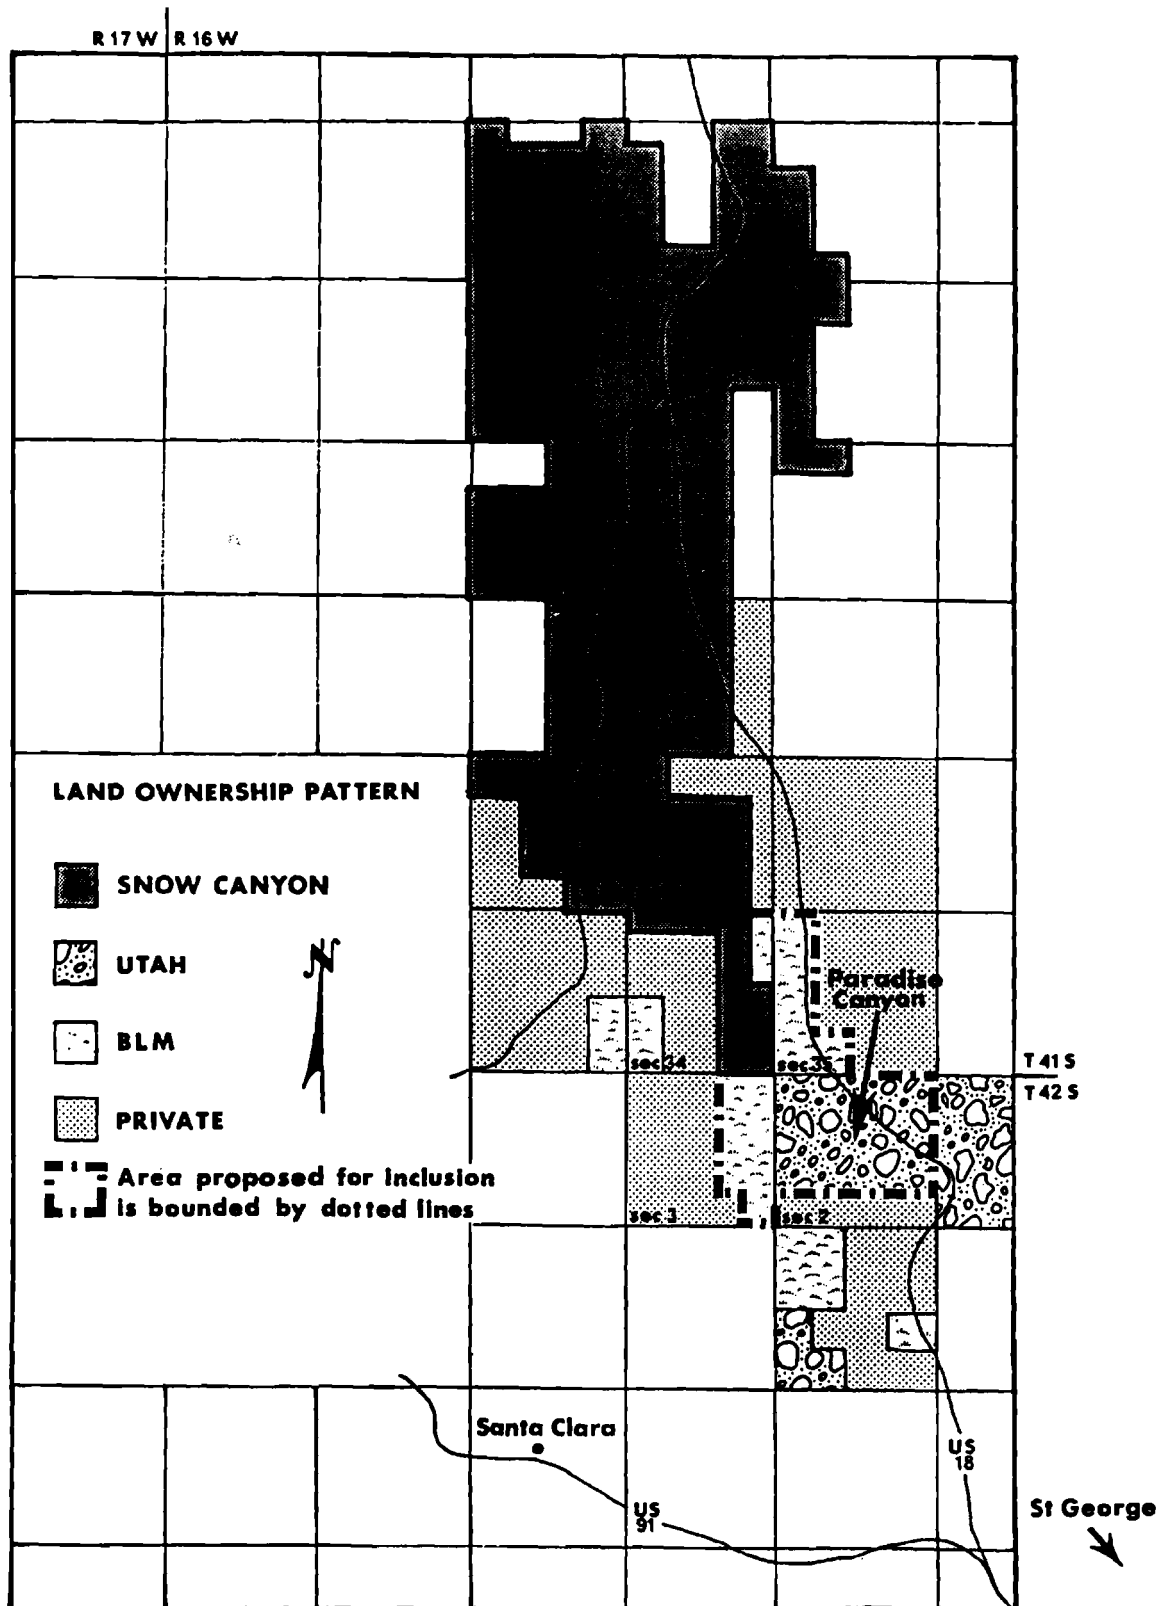 R 17 W R 16 W
LAND OWNERSHIP PATTERN
SNOW CANYON
UTAH
N
BLM
PRIVATE
Area proposed for inclusion
is bounded by dotted lines
Paradise
Canyon
sec 34
sec 35
T 41 S
T 42 S
sec 3
sec 2
Santa Clara
US
18
US
91
St George